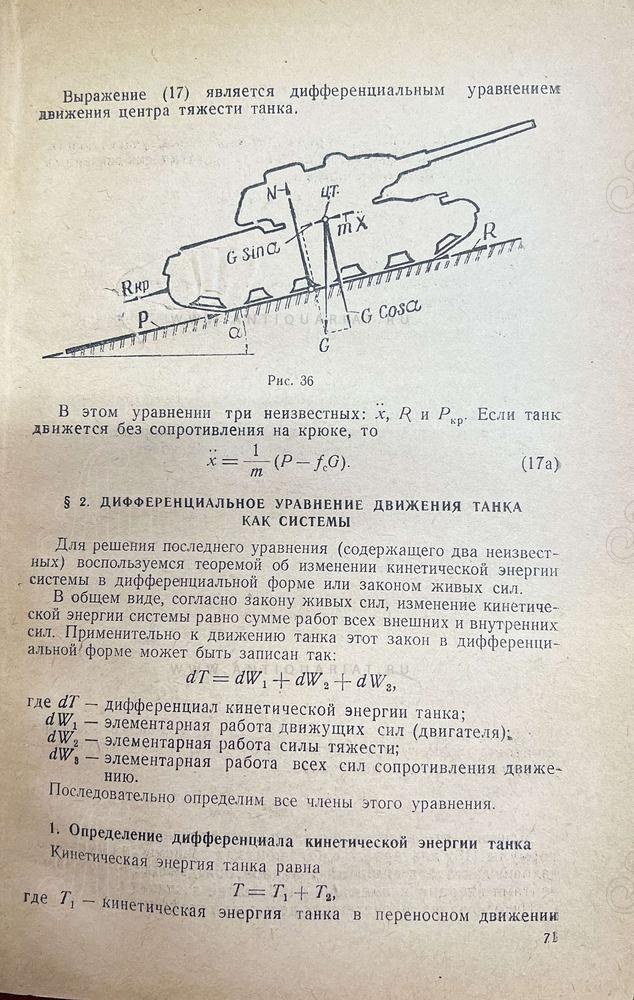 Выражение (17) является дифференциальным уравнением
движения центра тяжести танка.
N
ц.т.
mẍ
G sinα
R
Rкр
P
α
G cosα
G
Рис. 36
В этом уравнении три неизвестных: ẍ, R и Pкр. Если танк
движется без сопротивления на крюке, то
ẍ = 1/m (P — fcG). (17а)
§ 2. ДИФФЕРЕНЦИАЛЬНОЕ УРАВНЕНИЕ ДВИЖЕНИЯ ТАНКА
КАК СИСТЕМЫ
Для решения последнего уравнения (содержащего два неизвест-
ных) воспользуемся теоремой об изменении кинетической энергии
системы в дифференциальной форме или законом живых сил.
В общем виде, согласно закону живых сил, изменение кинетиче-
ской энергии системы равно сумме работ всех внешних и внутренних
сил. Применительно к движению танка этот закон в дифференци-
альной форме может быть записан так:
dT = dW₁ + dW₂ + dW₃,
где dT — дифференциал кинетической энергии танка;
dW₁ — элементарная работа движущих сил (двигателя);
dW₂ — элементарная работа силы тяжести;
dW₃ — элементарная работа всех сил сопротивления движе-
нию.
Последовательно определим все члены этого уравнения.
1. Определение дифференциала кинетической энергии танка
Кинетическая энергия танка равна
T = T₁ + T₂,
где T₁ — кинетическая энергия танка в переносном движении
71